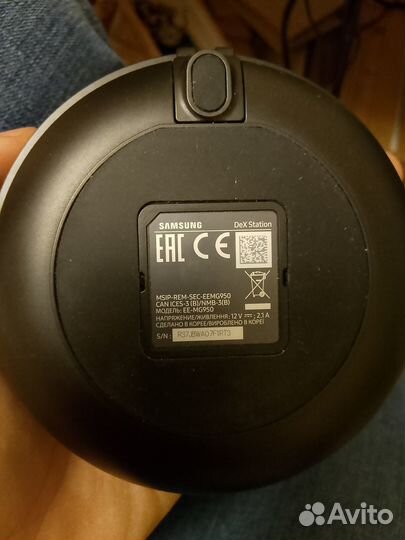 SAMSUNG DeX Station
EAC CE
MSIP-REM-SEC-EEMG950
CAN ICES-3 (B)/NMB-3(B)
МОДЕЛЬ: EE-MG950
НАПРЯЖЕНИЕ/ЖИВЛЕННЯ: 12 V ⎓ ; 2.1 A
СДЕЛАНО В КОРЕЕ/ВИРОБЛЕНО В КОРЕЇ
S/N : R37JBWA07F1RT3
Avito